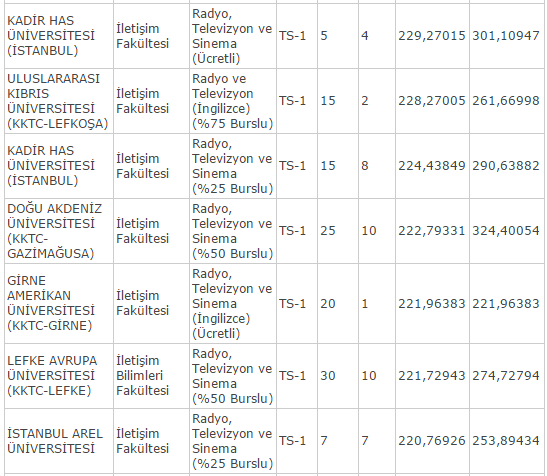 KADİR HAS
ÜNİVERSİTESİ
(İSTANBUL)
İletişim
Fakültesi
Radyo,
Televizyon ve
Sinema
(Ücretli)
TS-1
5
4
229,27015
301,10947
ULUSLARARASI
KIBRIS
ÜNİVERSİTESİ
(KKTC-LEFKOŞA)
İletişim
Fakültesi
Radyo ve
Televizyon
(İngilizce)
(%75 Burslu)
TS-1
15
2
228,27005
261,66998
KADİR HAS
ÜNİVERSİTESİ
(İSTANBUL)
İletişim
Fakültesi
Radyo,
Televizyon ve
Sinema
(%25 Burslu)
TS-1
15
8
224,43849
290,63882
DOĞU AKDENİZ
ÜNİVERSİTESİ
(KKTC-
GAZİMAĞUSA)
İletişim
Fakültesi
Radyo,
Televizyon ve
Sinema
(%50 Burslu)
TS-1
25
10
222,79331
324,40054
GİRNE
AMERİKAN
ÜNİVERSİTESİ
(KKTC-GİRNE)
İletişim
Fakültesi
Radyo,
Televizyon ve
Sinema
(İngilizce)
(Ücretli)
TS-1
20
1
221,96383
221,96383
LEFKE AVRUPA
ÜNİVERSİTESİ
(KKTC-LEFKE)
İletişim
Bilimleri
Fakültesi
Radyo,
Televizyon ve
Sinema
(%50 Burslu)
TS-1
30
10
221,72943
274,72794
İSTANBUL AREL
ÜNİVERSİTESİ
İletişim
Fakültesi
Radyo,
Televizyon ve
Sinema
(%25 Burslu)
TS-1
7
7
220,76926
253,89434